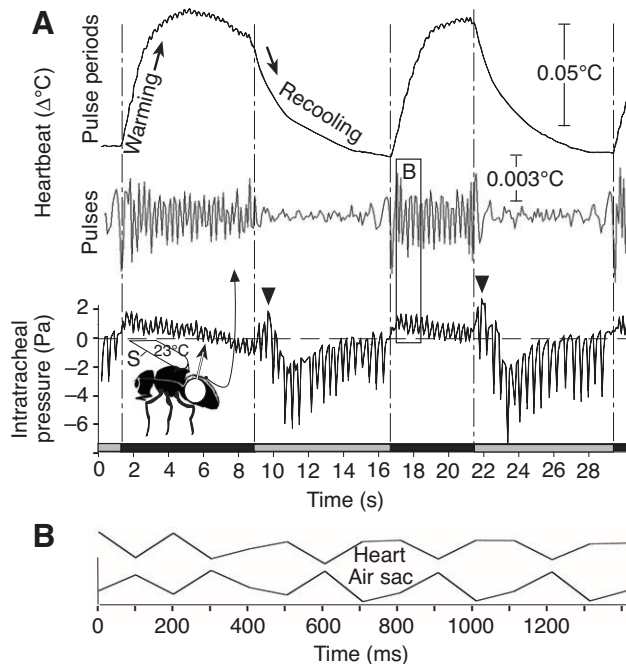 A
Heartbeat (Δ°C)
Pulse periods
Pulses
Warming
Recooling
0.05°C
0.003°C
B
Intratracheal
pressure (Pa)
2
0
−2
−4
−6
S
23°C
0 2 4 6 8 10 12 14 16 18 20 22 24 26 28
Time (s)
B
Heart
Air sac
0 200 400 600 800 1000 1200
Time (ms)